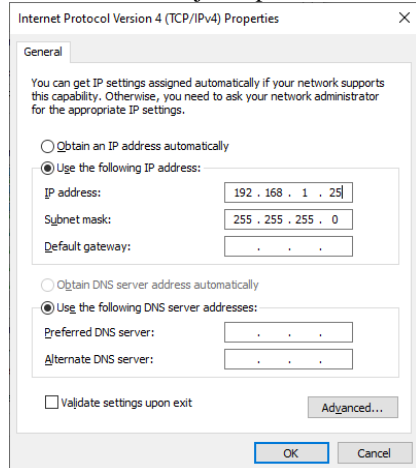 Internet Protocol Version 4 (TCP/IPv4) Properties
General
You can get IP settings assigned automatically if your network supports
this capability. Otherwise, you need to ask your network administrator
for the appropriate IP settings.
Obtain an IP address automatically
Use the following IP address:
IP address: 192 . 168 . 1 . 25
Subnet mask: 255 . 255 . 255 . 0
Default gateway: . . .
Obtain DNS server address automatically
Use the following DNS server addresses:
Preferred DNS server: . . .
Alternate DNS server: . . .
Validate settings upon exit
Advanced...
OK Cancel